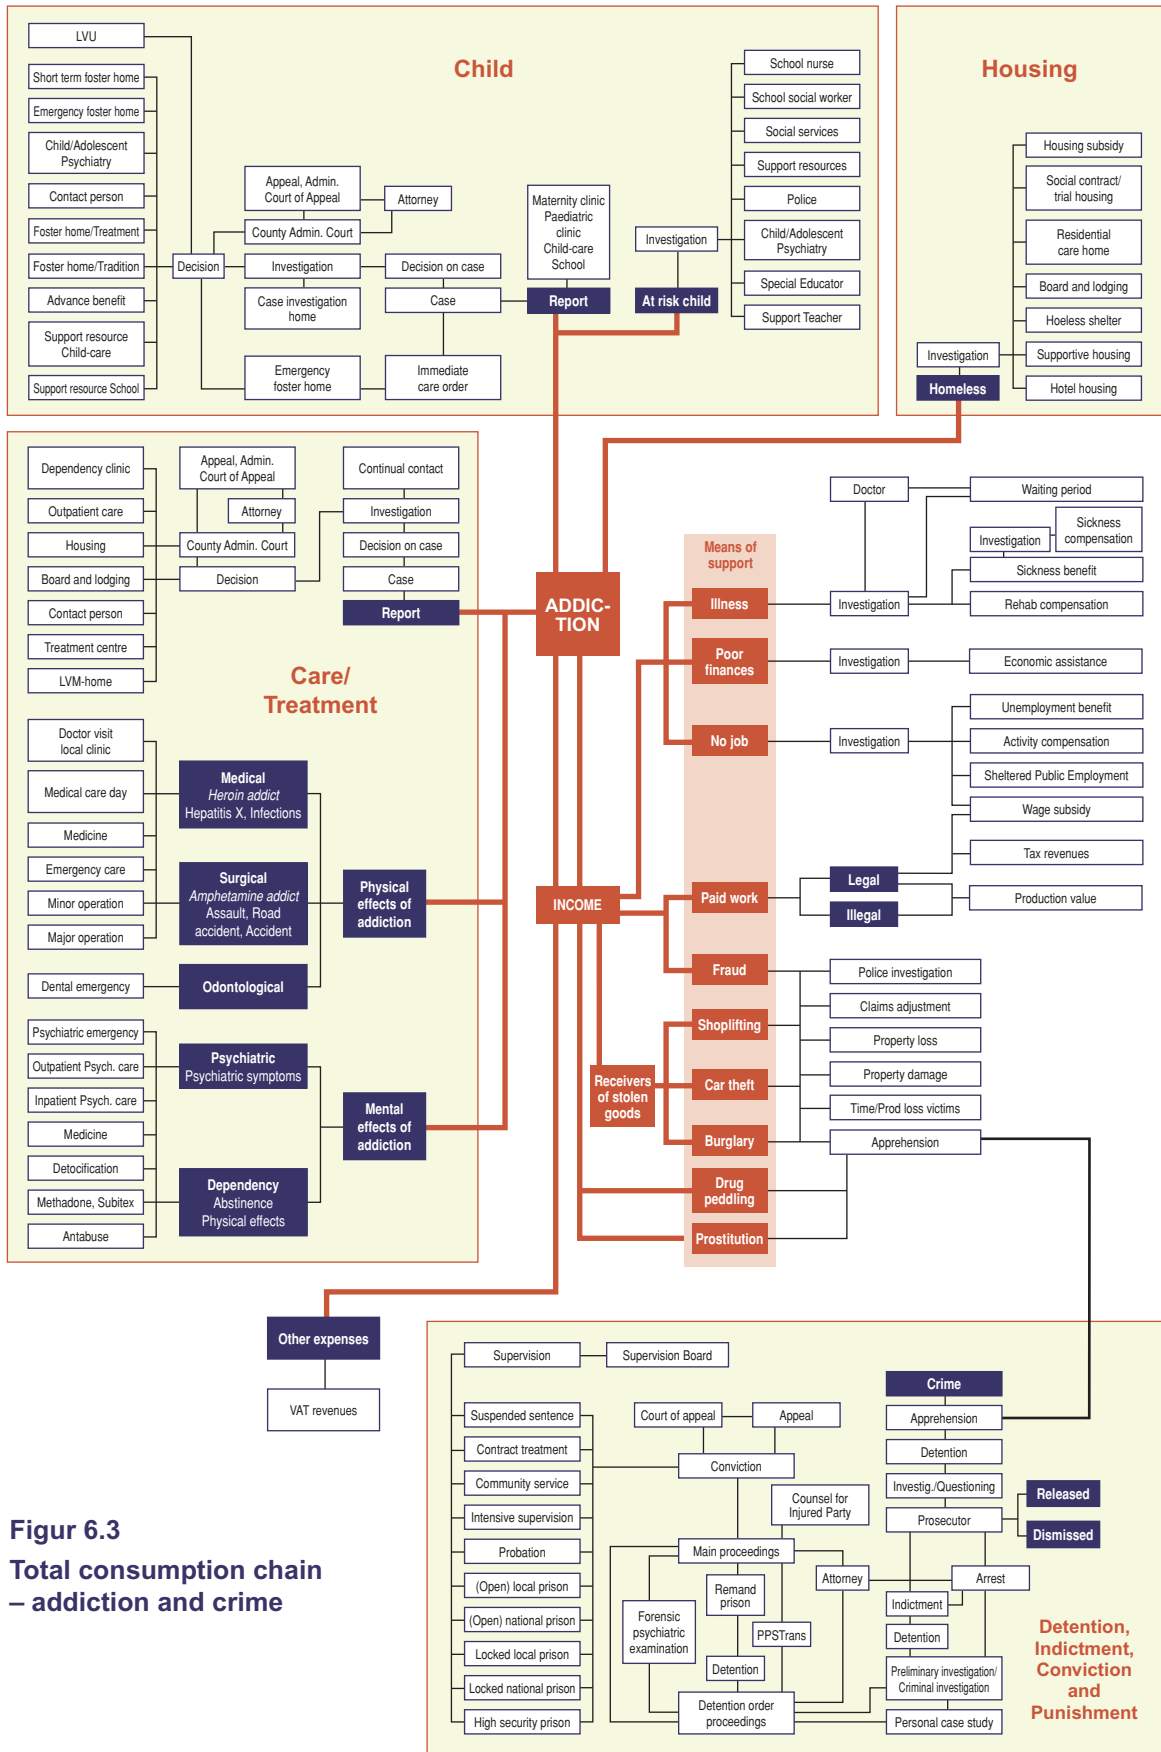 LVU
Short term foster home
Emergency foster home
Child/Adolescent
Psychiatry
Contact person
Foster home/Treatment
Foster home/Tradition
Advance benefit
Support resource
Child-care
Support resource School
Child
Decision
Appeal, Admin.
Court of Appeal
Attorney
County Admin. Court
Investigation
Decision on case
Case investigation
home
Case
Emergency
foster home
Immediate
care order
Maternity clinic
Paediatric
clinic
Child-care
School
Report
Investigation
At risk child
School nurse
School social worker
Social services
Support resources
Police
Child/Adolescent
Psychiatry
Special Educator
Support Teacher
Housing
Housing subsidy
Social contract/
trial housing
Residential
care home
Board and lodging
Hoeless shelter
Supportive housing
Hotel housing
Investigation
Homeless
Dependency clinic
Outpatient care
Housing
Board and lodging
Contact person
Treatment centre
LVM-home
Appeal, Admin.
Court of Appeal
Attorney
County Admin. Court
Decision
Continual contact
Investigation
Decision on case
Case
Report
Care/
Treatment
Doctor visit
local clinic
Medical care day
Medicine
Emergency care
Minor operation
Major operation
Dental emergency
Medical
Heroin addict
Hepatitis X, Infections
Surgical
Amphetamine addict
Assault, Road
accident, Accident
Odontological
Physical
effects of
addiction
Psychiatric emergency
Outpatient Psych. care
Inpatient Psych. care
Medicine
Detocification
Methadone, Subitex
Antabuse
Psychiatric
Psychiatric symptoms
Dependency
Abstinence
Physical effects
Mental
effects of
addiction
ADDIC-
TION
INCOME
Receivers
of stolen
goods
Means of
support
Illness
Poor
finances
No job
Paid work
Fraud
Shoplifting
Car theft
Burglary
Drug
peddling
Prostitution
Doctor
Waiting period
Investigation
Sickness
compensation
Sickness benefit
Investigation
Rehab compensation
Investigation
Economic assistance
Investigation
Unemployment benefit
Activity compensation
Sheltered Public Employment
Wage subsidy
Tax revenues
Legal
Illegal
Production value
Police investigation
Claims adjustment
Property loss
Property damage
Time/Prod loss victims
Apprehension
Other expenses
VAT revenues
Supervision
Supervision Board
Suspended sentence
Contract treatment
Community service
Intensive supervision
Probation
(Open) local prison
(Open) national prison
Locked local prison
Locked national prison
High security prison
Court of appeal
Appeal
Conviction
Counsel for
Injured Party
Main proceedings
Remand
prison
Attorney
Forensic
psychiatric
examination
PPSTrans
Detention
Detention order
proceedings
Crime
Apprehension
Detention
Investig./Questioning
Prosecutor
Released
Dismissed
Arrest
Indictment
Detention
Preliminary investigation/
Criminal investigation
Personal case study
Detention,
Indictment,
Conviction
and
Punishment
Figur 6.3
Total consumption chain
– addiction and crime